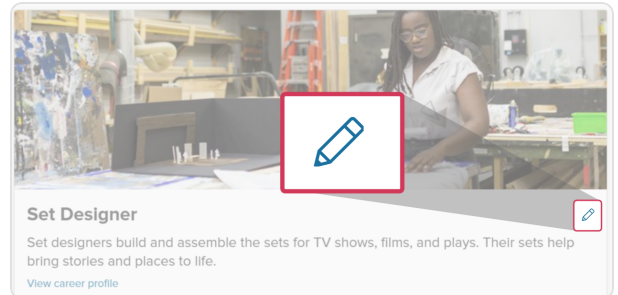 Set Designer
Set designers build and assemble the sets for TV shows, films, and plays. Their sets help
bring stories and places to life.
View career profile